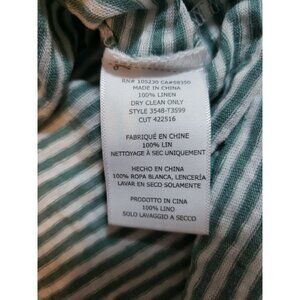 RN# 105230 CA#58350
MADE IN CHINA
100% LINEN
DRY CLEAN ONLY
STYLE 3548-T3599
CUT 422516
FABRIQUÉ EN CHINE
100% LIN
NETTOYAGE À SEC UNIQUEMENT
HECHO EN CHINA
100% ROPA BLANCA, LENCERÍA
LAVAR EN SECO SOLAMENTE
PRODOTTO IN CINA
100% LINO
SOLO LAVAGGIO A SECCO